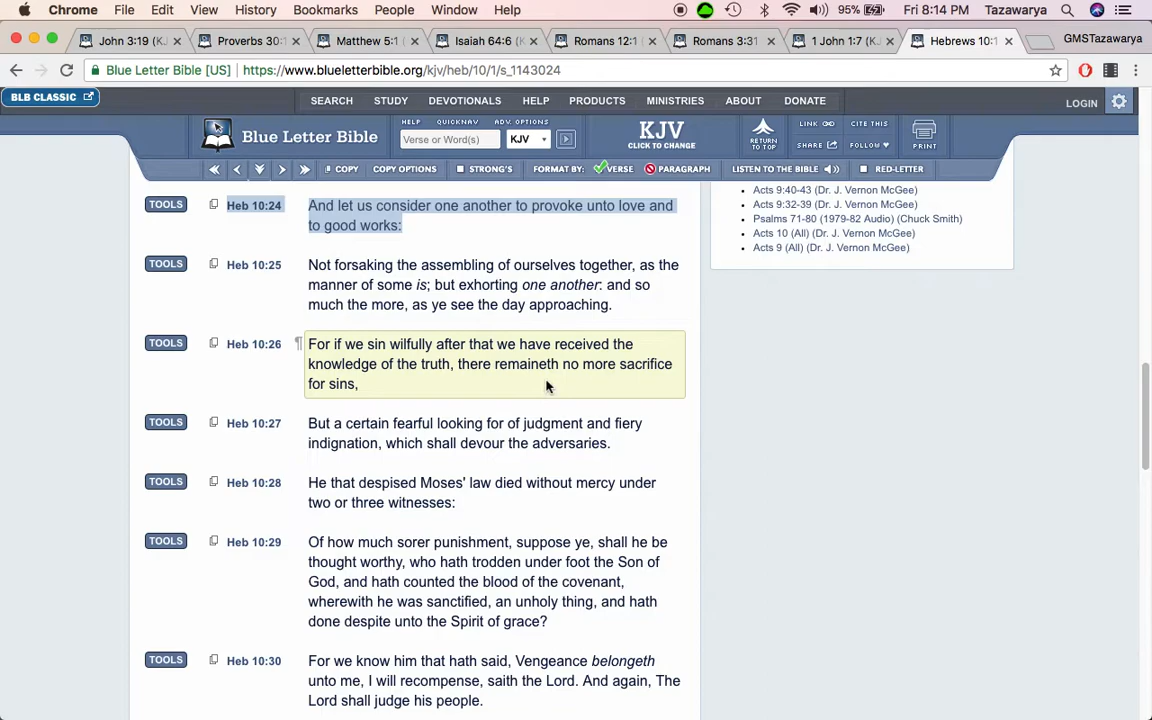 Chrome File Edit View History Bookmarks People Window Help 95% Fri 8:14 PM Tazawarya
John 3:19 (K Proverbs 30: Matthew 5:1 ( Isaiah 64:6 ( Romans 12:1 ( Romans 3:31 1 John 1:7 (K Hebrews 10:1 GMSTazawarya
Blue Letter Bible [US] https://www.blueletterbible.org/kjv/heb/10/1/s_1143024
BLB CLASSIC
SEARCH STUDY DEVOTIONALS HELP PRODUCTS MINISTRIES ABOUT DONATE LOGIN
HELP QUICKNAV ADV. OPTIONS
Blue Letter Bible Verse or Word(s) KJV
KJV
CLICK TO CHANGE
RETURN
TO TOP
LINK CITE THIS
SHARE FOLLOW
PRINT
COPY COPY OPTIONS STRONG'S FORMAT BY: VERSE PARAGRAPH LISTEN TO THE BIBLE RED-LETTER
TOOLS Heb 10:24 And let us consider one another to provoke unto love and
to good works:
TOOLS Heb 10:25 Not forsaking the assembling of ourselves together, as the
manner of some is; but exhorting one another: and so
much the more, as ye see the day approaching.
TOOLS Heb 10:26 ¶ For if we sin wilfully after that we have received the
knowledge of the truth, there remaineth no more sacrifice
for sins,
TOOLS Heb 10:27 But a certain fearful looking for of judgment and fiery
indignation, which shall devour the adversaries.
TOOLS Heb 10:28 He that despised Moses' law died without mercy under
two or three witnesses:
TOOLS Heb 10:29 Of how much sorer punishment, suppose ye, shall he be
thought worthy, who hath trodden under foot the Son of
God, and hath counted the blood of the covenant,
wherewith he was sanctified, an unholy thing, and hath
done despite unto the Spirit of grace?
TOOLS Heb 10:30 For we know him that hath said, Vengeance belongeth
unto me, I will recompense, saith the Lord. And again, The
Lord shall judge his people.
Acts 9:40-43 (Dr. J. Vernon McGee)
Acts 9:32-39 (Dr. J. Vernon McGee)
Psalms 71-80 (1979-82 Audio) (Chuck Smith)
Acts 10 (All) (Dr. J. Vernon McGee)
Acts 9 (All) (Dr. J. Vernon McGee)